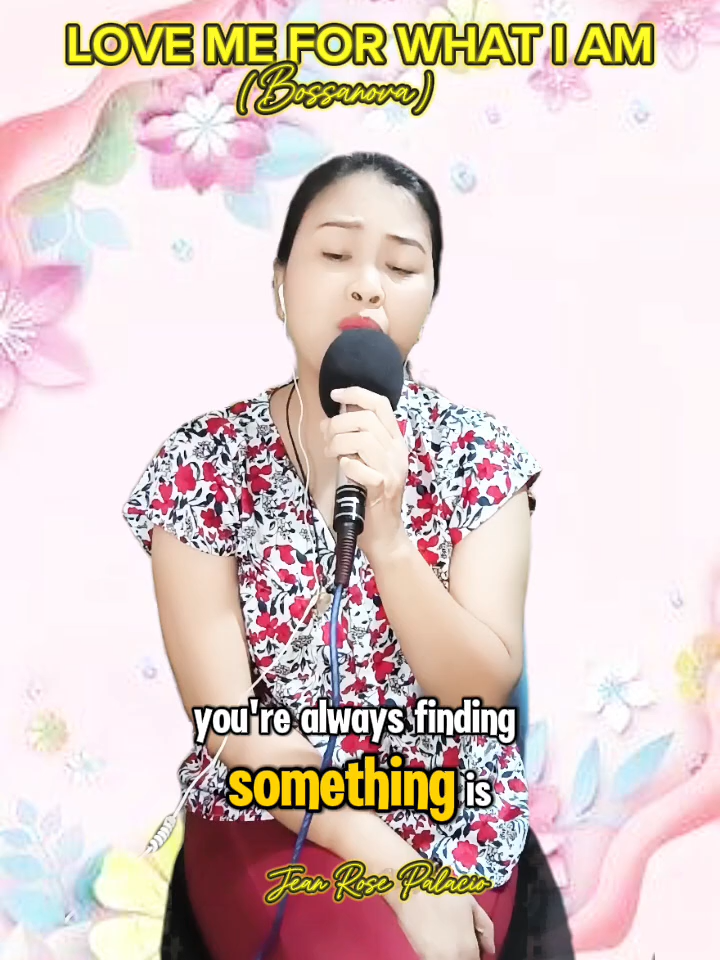 LOVE ME FOR WHAT I AM
(Bossanova)
you're always finding
something is
Jean Rose Palacio